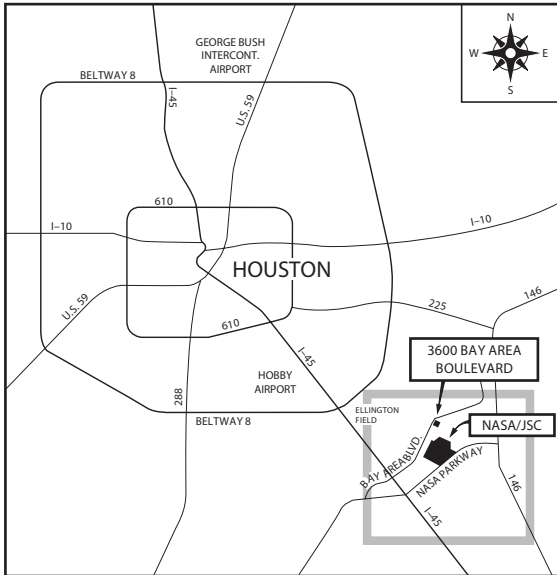 N
W E
S
GEORGE BUSH
INTERCONT.
AIRPORT
BELTWAY 8
I–45
U.S. 59
610
I–10
I–10
HOUSTON
U.S. 59
225
146
610
I–45
288
HOBBY
AIRPORT
BELTWAY 8
3600 BAY AREA
BOULEVARD
ELLINGTON
FIELD
NASA/JSC
BAY AREA BLVD.
NASA PARKWAY
146
I–45